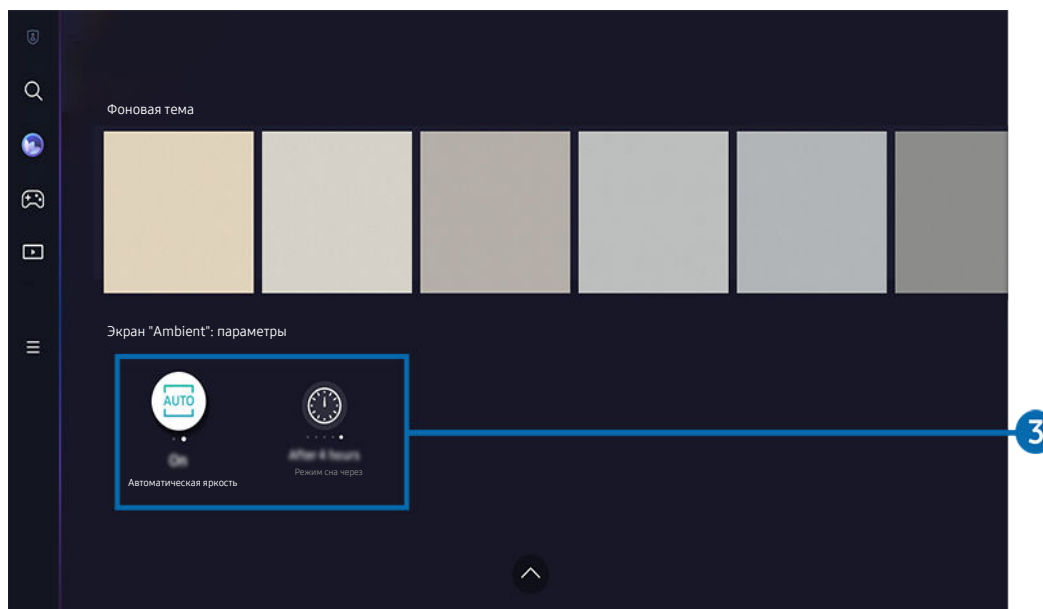 Фоновая тема
Экран "Ambient": параметры
AUTO
3
On
After 4 hours
Режим сна через
Автоматическая яркость